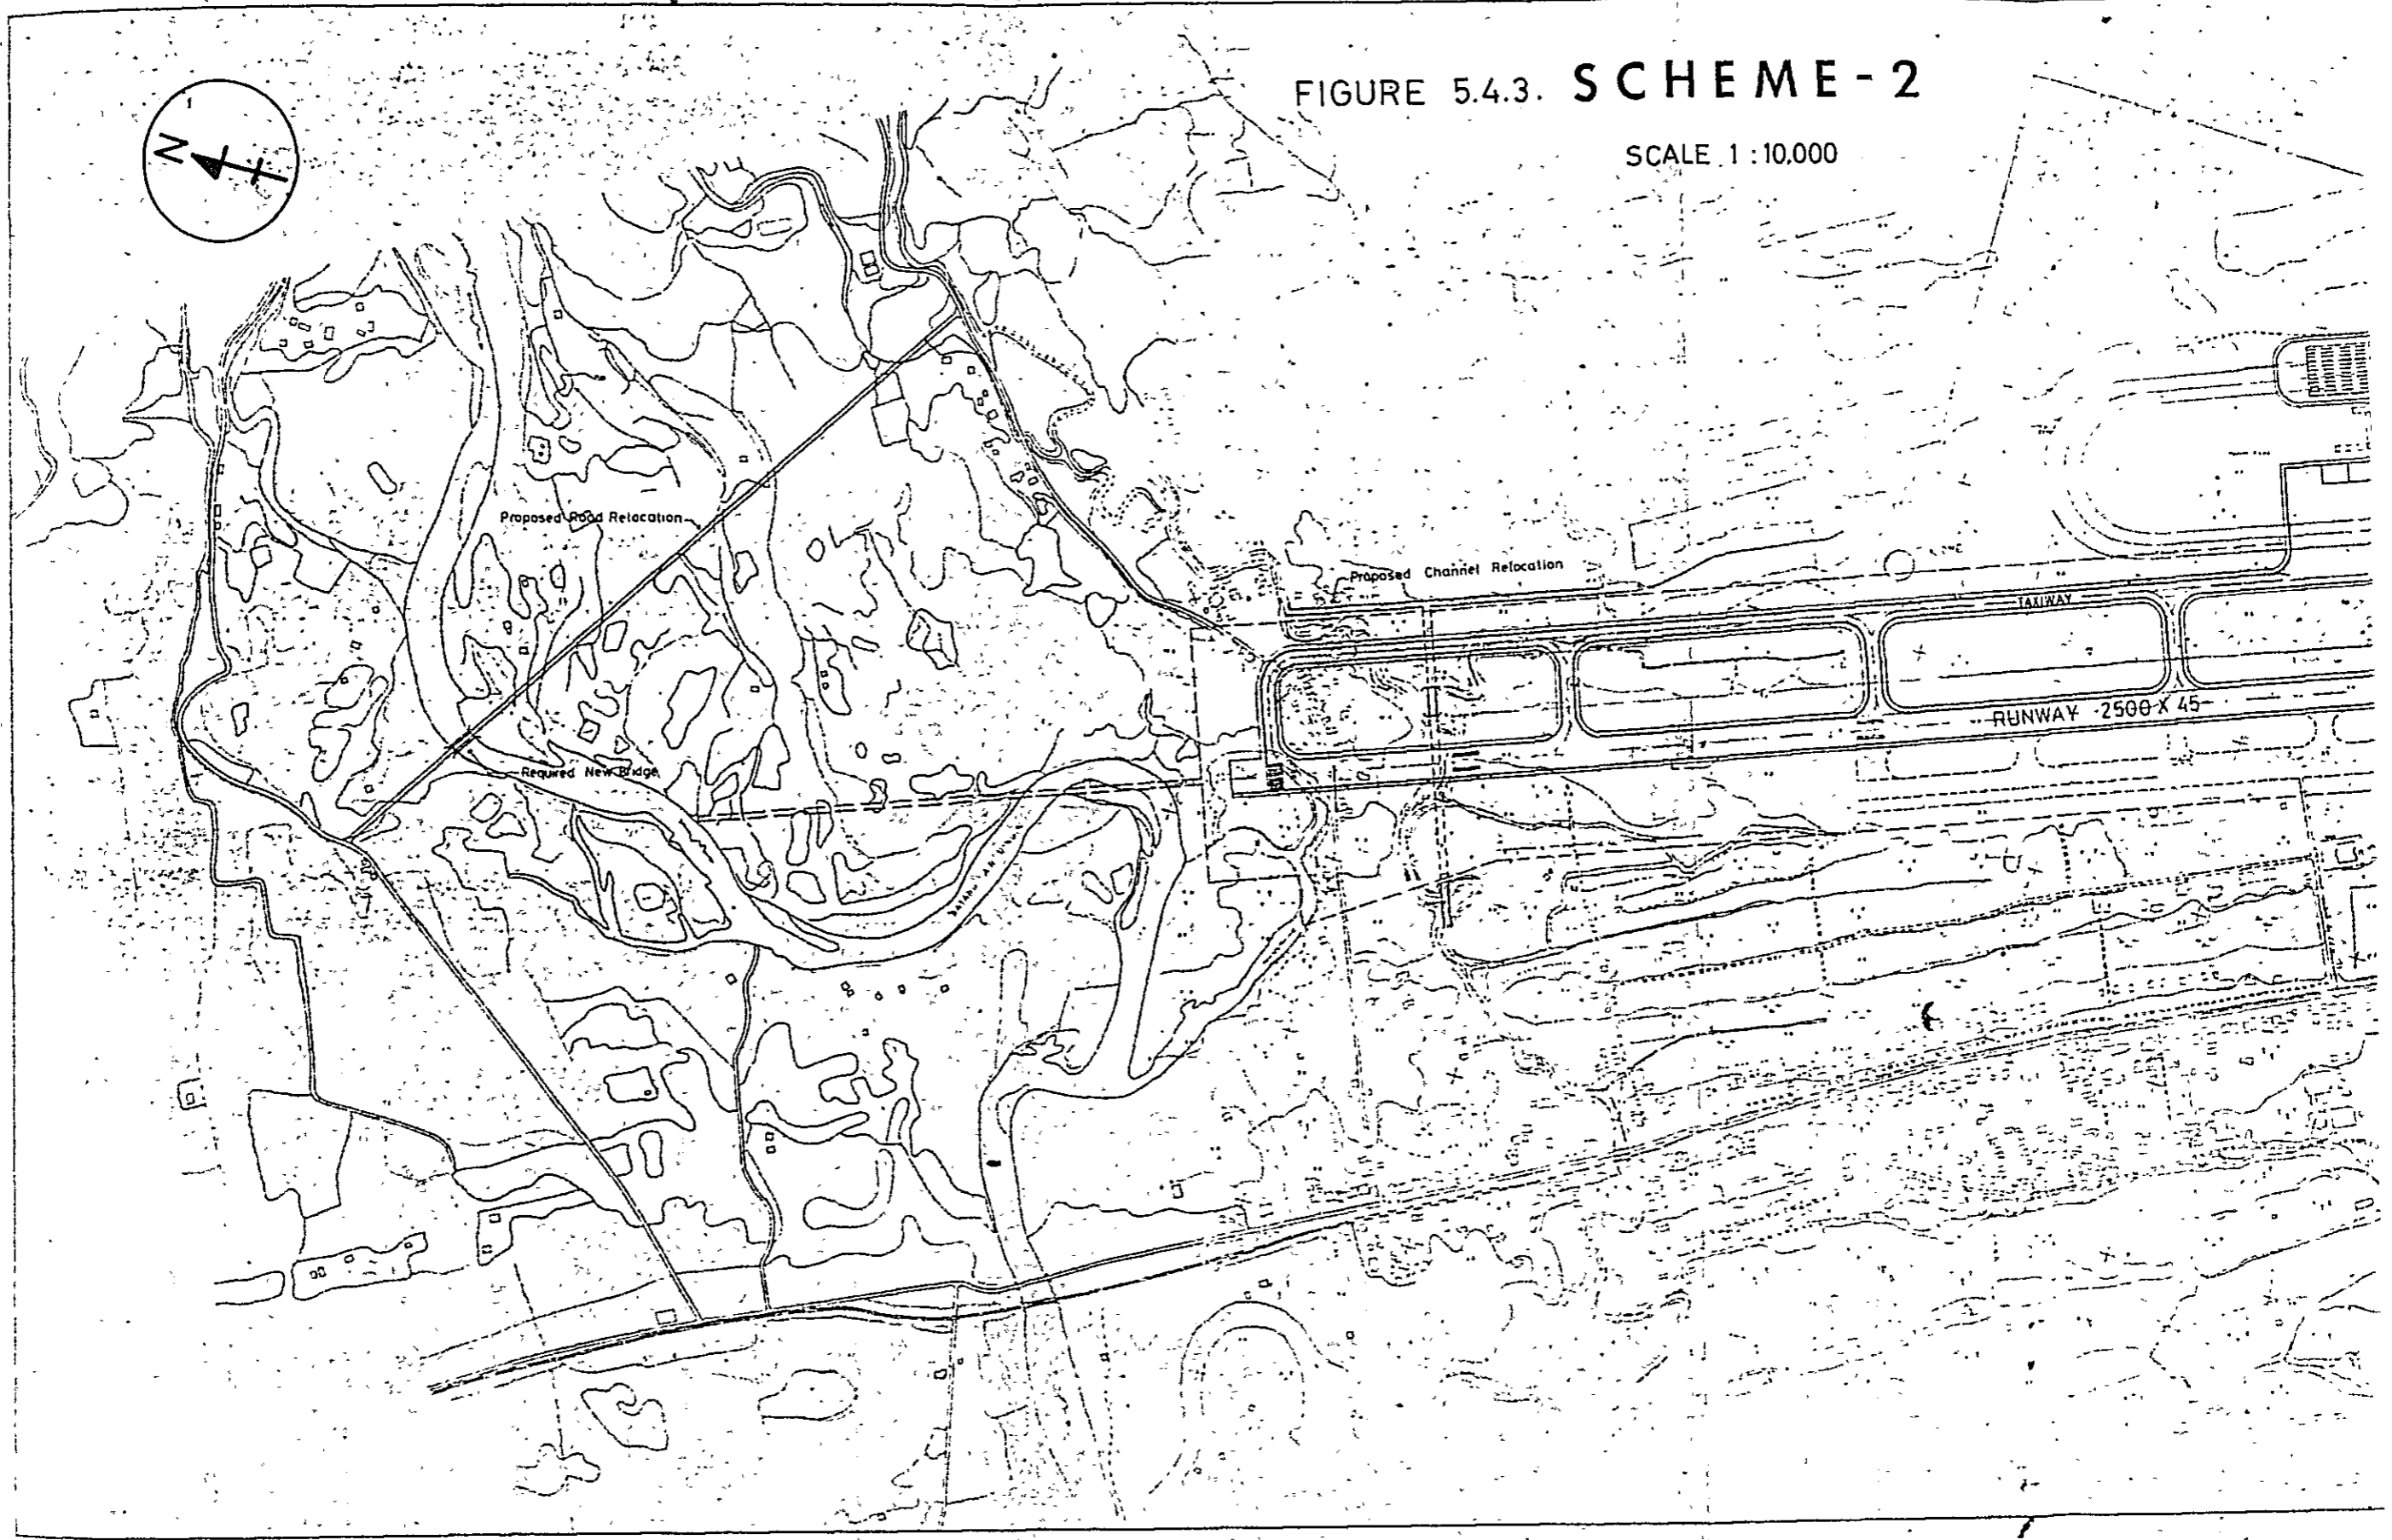 FIGURE 5.4.3. SCHEME-2
SCALE 1 : 10.000
N
Proposed Road Relocation
Proposed Channel Relocation
TAXIWAY
RUNWAY 2500 X 45
Required New Bridge